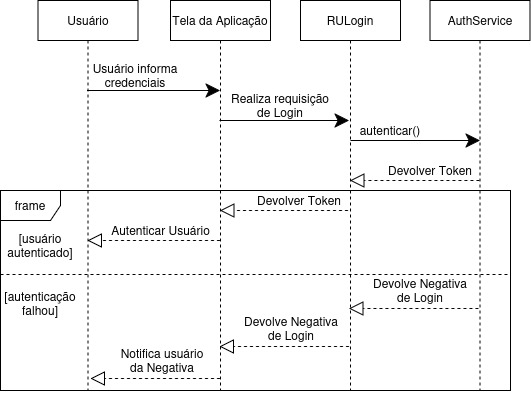 Usuário
Tela da Aplicação
RULogin
AuthService
Usuário informa
credenciais
Realiza requisição
de Login
autenticar()
Devolver Token
frame
Devolver Token
[usuário
autenticado]
Autenticar Usuário
[autenticação
falhou]
Devolve Negativa
de Login
Devolve Negativa
de Login
Notifica usuário
da Negativa